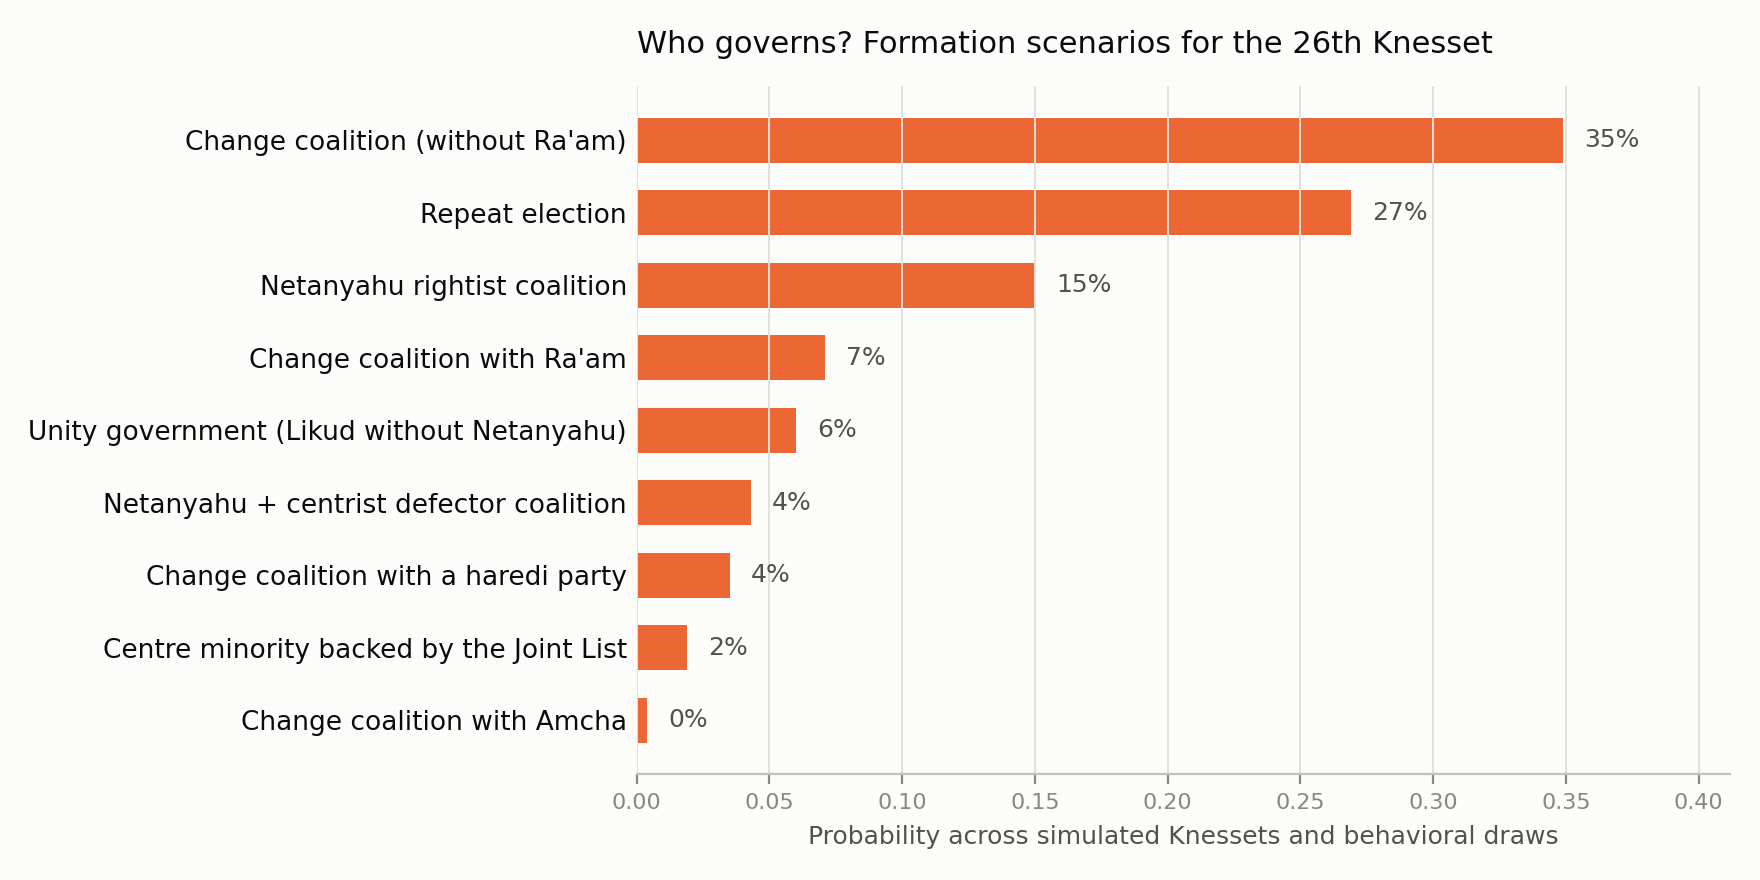 Who governs? Formation scenarios for the 26th Knesset
Change coalition (without Ra'am) 35%
Repeat election 27%
Netanyahu rightist coalition 15%
Change coalition with Ra'am 7%
Unity government (Likud without Netanyahu) 6%
Netanyahu + centrist defector coalition 4%
Change coalition with a haredi party 4%
Centre minority backed by the Joint List 2%
Change coalition with Amcha 0%
0.00 0.05 0.10 0.15 0.20 0.25 0.30 0.35 0.40
Probability across simulated Knessets and behavioral draws